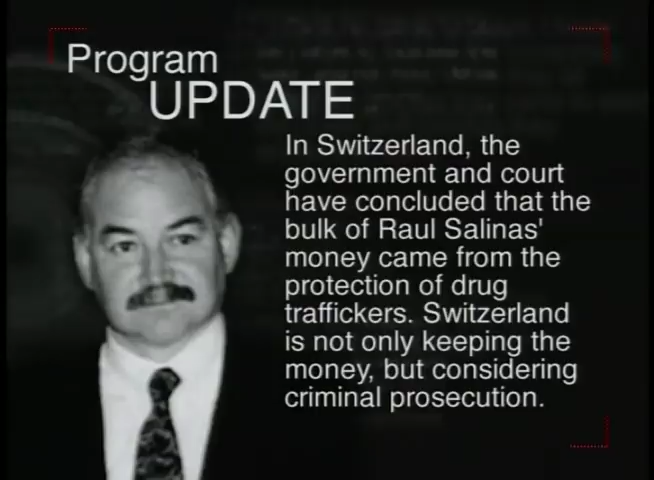 Program
UPDATE
In Switzerland, the
government and court
have concluded that the
bulk of Raul Salinas'
money came from the
protection of drug
traffickers. Switzerland
is not only keeping the
money, but considering
criminal prosecution.